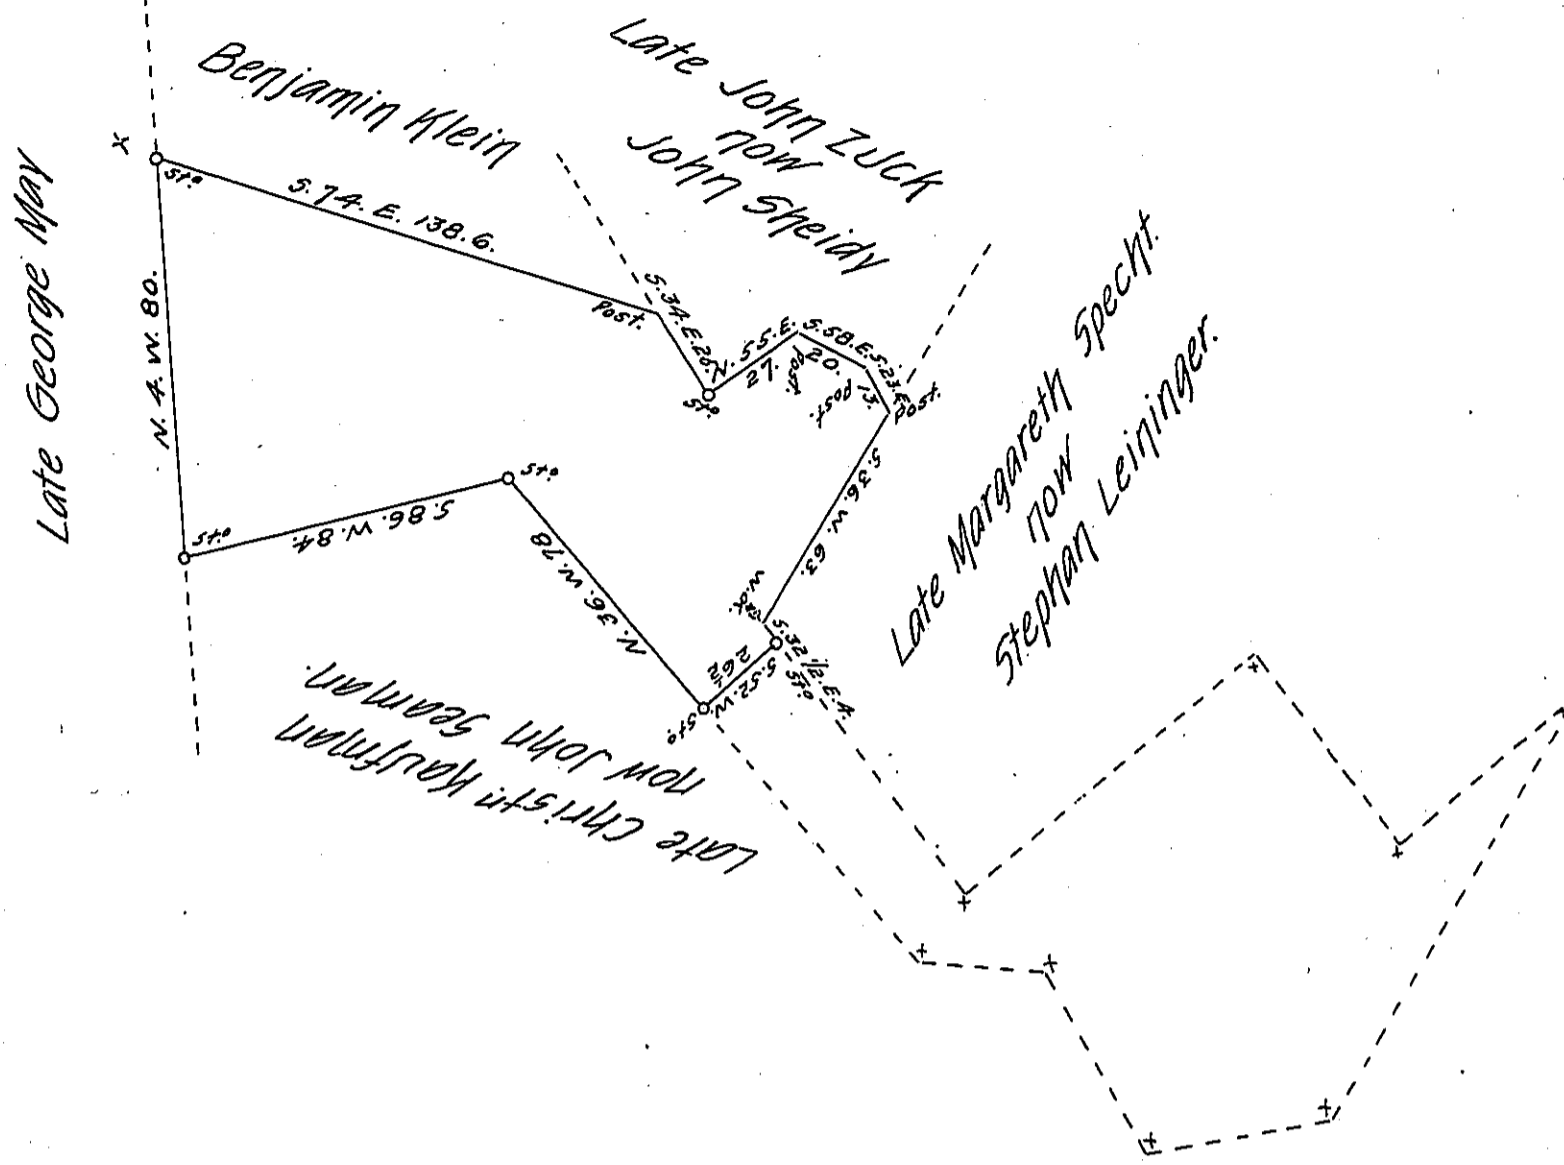 Late George May
Benjamin Klein
Late John Zuck
now
John Sheidy
Late Margareth Specht.
now
Stephan Leininger.
Late Christn Kaufman
now John Seaman.
x
sto.
S. 74. E. 138. 6.
Post.
S. 34. E. 26.
sto.
N. 55. E.
27.
post.
S. 58. E.
20.
post.
S. 23. E.
13.
Post.
S. 36. W. 63.
W. ok.
S. 32 1/2. E. 4.
sto.
S. 52. W.
26 1/2
sto.
N. 36. W. 78
sto.
S. 86. W. 84.
sto.
N. 4. W. 80.